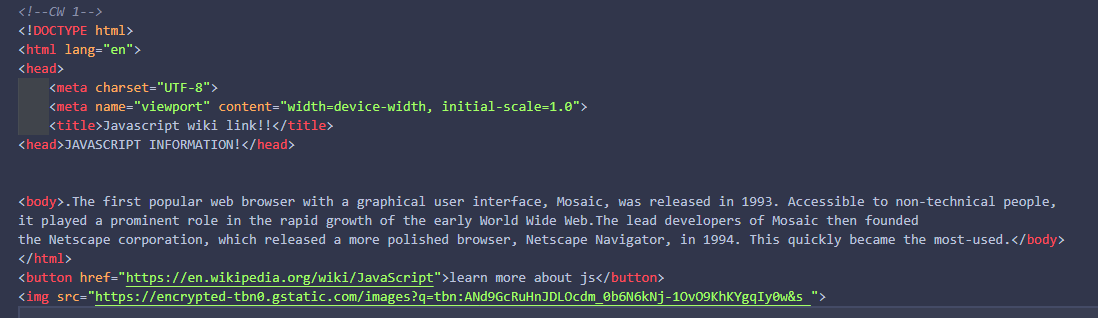 <!--CW 1-->
<!DOCTYPE html>
<html lang="en">
<head>
    <meta charset="UTF-8">
    <meta name="viewport" content="width=device-width, initial-scale=1.0">
    <title>Javascript wiki link!!</title>
<head>JAVASCRIPT INFORMATION!</head>
<body>.The first popular web browser with a graphical user interface, Mosaic, was released in 1993. Accessible to non-technical people,
it played a prominent role in the rapid growth of the early World Wide Web.The lead developers of Mosaic then founded
the Netscape corporation, which released a more polished browser, Netscape Navigator, in 1994. This quickly became the most-used.</body>
</html>
<button href="https://en.wikipedia.org/wiki/JavaScript">learn more about js</button>
<img src="https://encrypted-tbn0.gstatic.com/images?q=tbn:ANd9GcRuHnJDLOcdm_0b6N6kNj-1OvO9KhKYgqIy0w&s ">